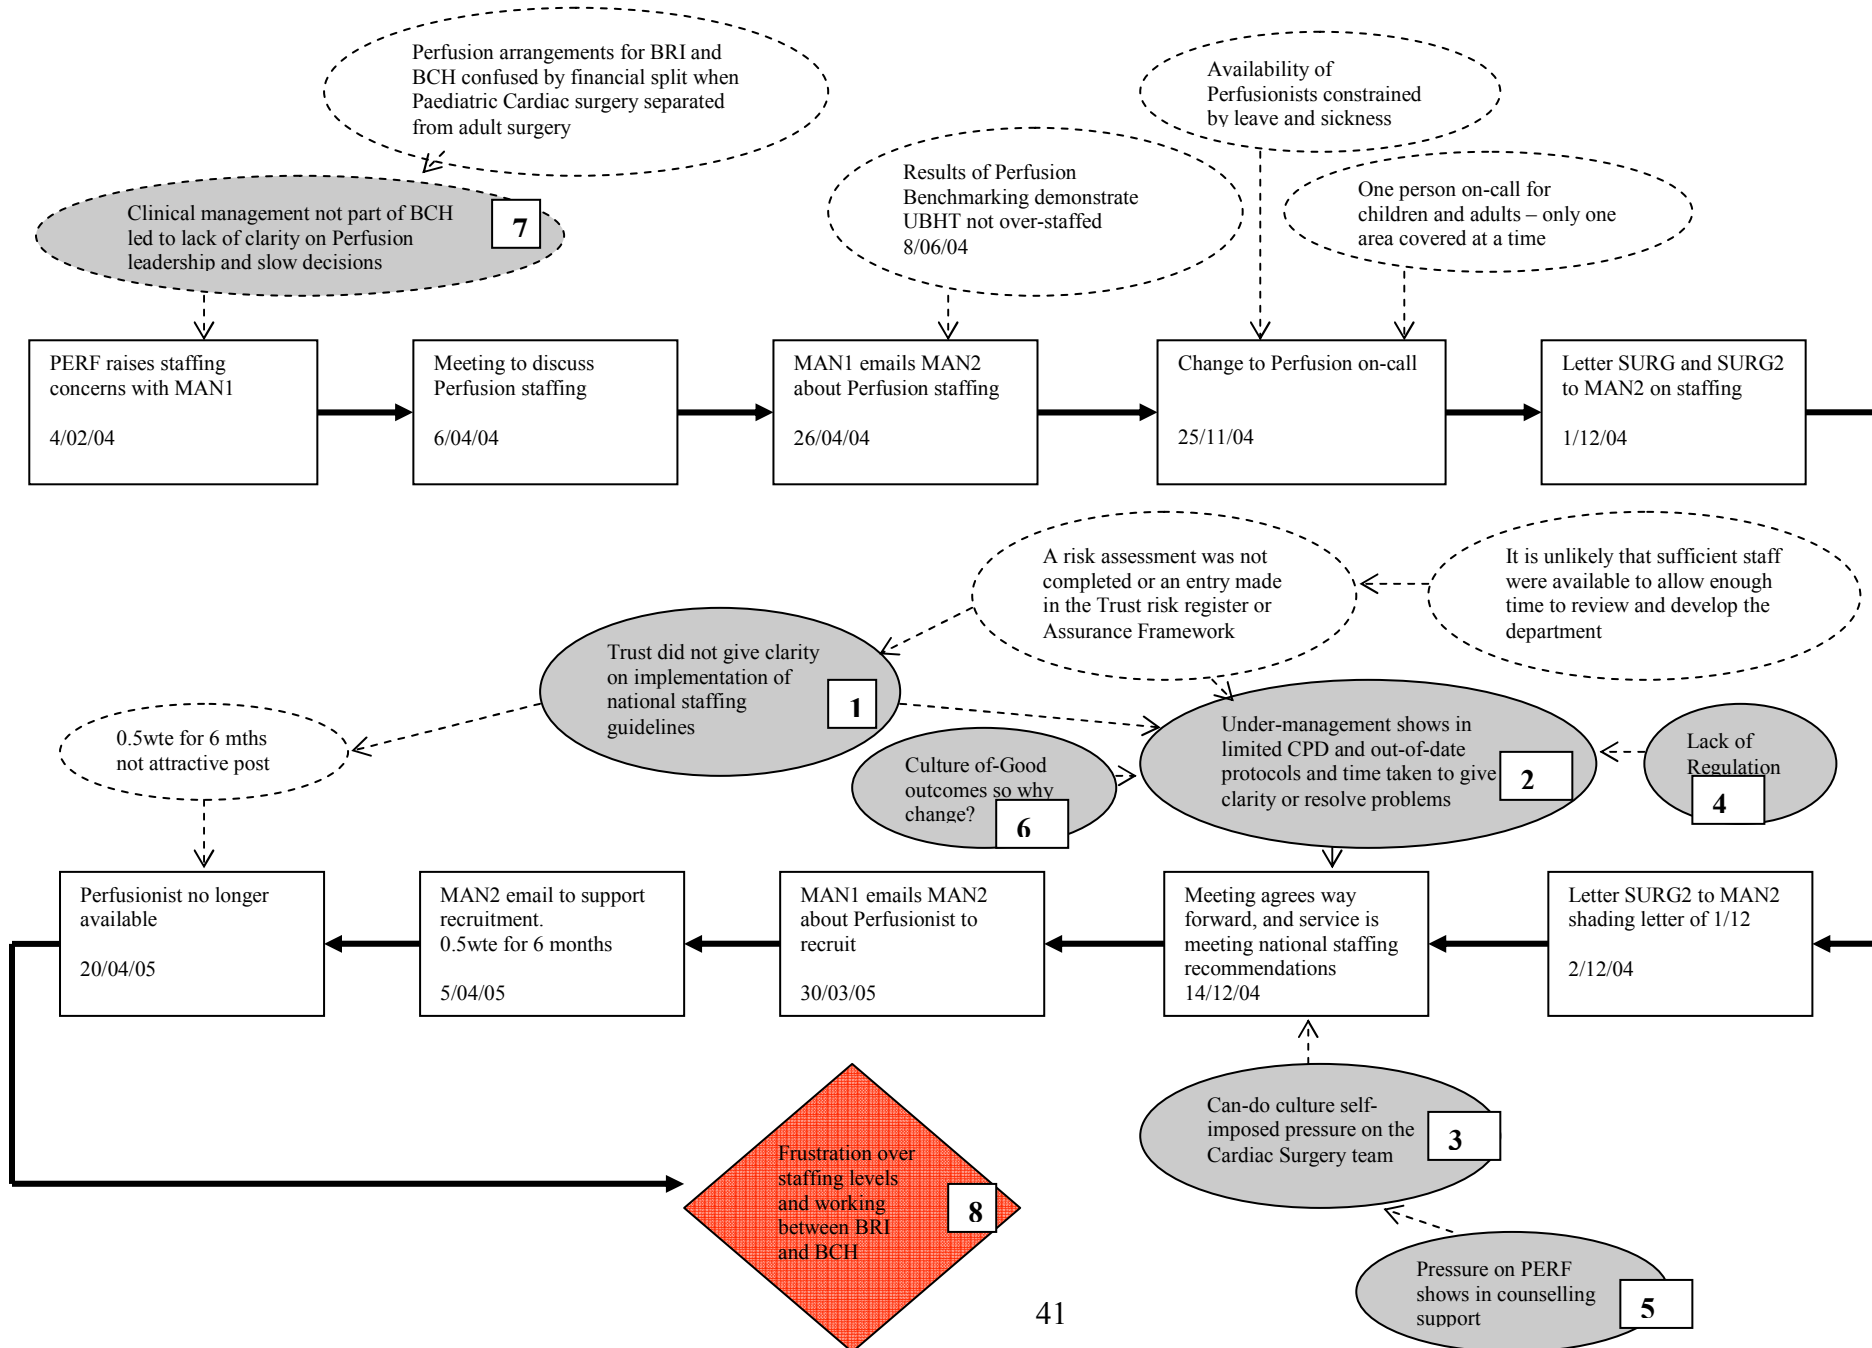 Perfusion arrangements for BRI and
BCH confused by financial split when
Paediatric Cardiac surgery separated
from adult surgery
Availability of
Perfusionists constrained
by leave and sickness
Results of Perfusion
Benchmarking demonstrate
UBHT not over-staffed
8/06/04
One person on-call for
children and adults – only one
area covered at a time
Clinical management not part of BCH
led to lack of clarity on Perfusion
leadership and slow decisions
7
PERF raises staffing
concerns with MAN1
4/02/04
Meeting to discuss
Perfusion staffing
6/04/04
MAN1 emails MAN2
about Perfusion staffing
26/04/04
Change to Perfusion on-call
25/11/04
Letter SURG and SURG2
to MAN2 on staffing
1/12/04
A risk assessment was not
completed or an entry made
in the Trust risk register or
Assurance Framework
It is unlikely that sufficient staff
were available to allow enough
time to review and develop the
department
Trust did not give clarity
on implementation of
national staffing
guidelines
1
0.5wte for 6 mths
not attractive post
Culture of-Good
outcomes so why
change?
6
Under-management shows in
limited CPD and out-of-date
protocols and time taken to give
clarity or resolve problems
2
Lack of
Regulation
4
Perfusionist no longer
available
20/04/05
MAN2 email to support
recruitment.
0.5wte for 6 months
5/04/05
MAN1 emails MAN2
about Perfusionist to
recruit
30/03/05
Meeting agrees way
forward, and service is
meeting national staffing
recommendations
14/12/04
Letter SURG2 to MAN2
shading letter of 1/12
2/12/04
Can-do culture self-
imposed pressure on the
Cardiac Surgery team
3
Frustration over
staffing levels
and working
between BRI
and BCH
8
Pressure on PERF
shows in counselling
support
5
41